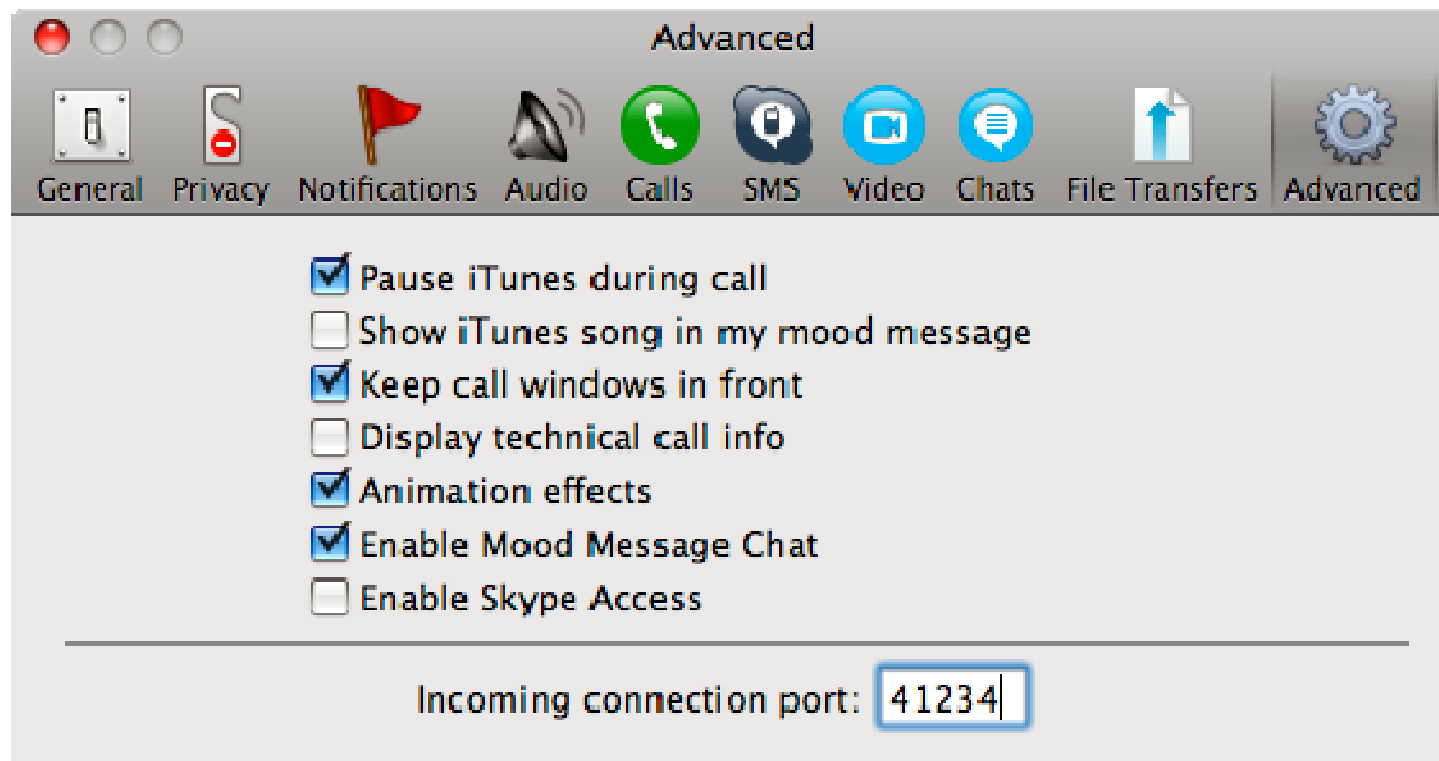 Advanced
General Privacy Notifications Audio Calls SMS Video Chats File Transfers Advanced
Pause iTunes during call
Show iTunes song in my mood message
Keep call windows in front
Display technical call info
Animation effects
Enable Mood Message Chat
Enable Skype Access
Incoming connection port: 41234